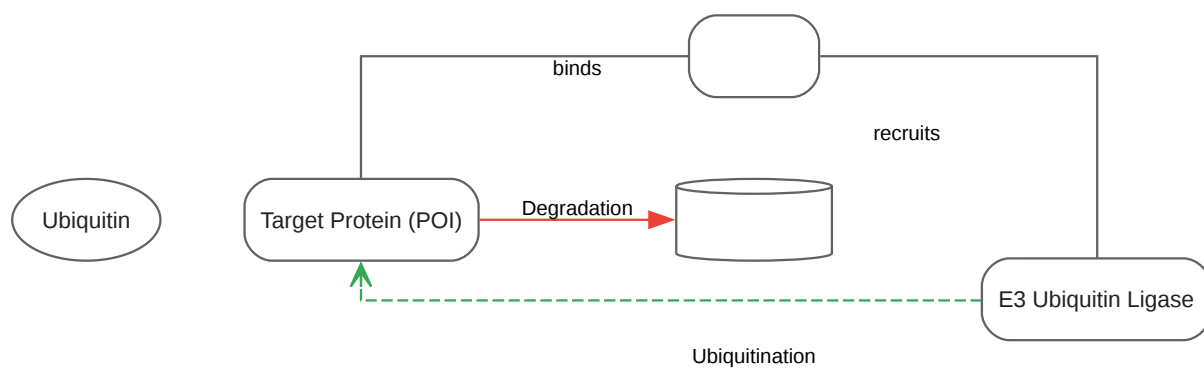 binds
recruits
Ubiquitin
Target Protein (POI)
Degradation
E3 Ubiquitin Ligase
Ubiquitination